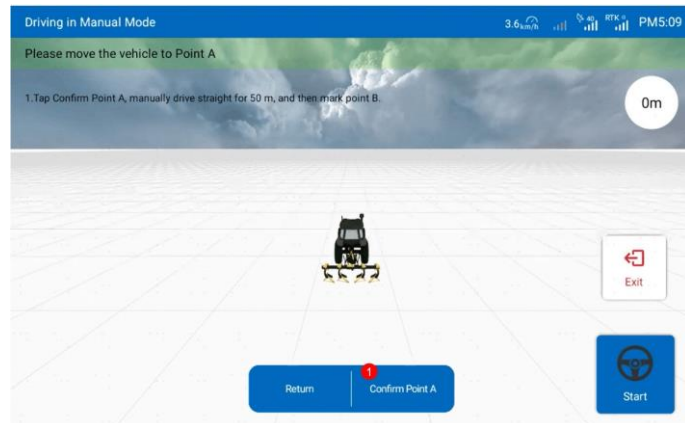 Driving in Manual Mode
3.6km/h
40
RTK
PM5:09
Please move the vehicle to Point A
1.Tap Confirm Point A, manually drive straight for 50 m, and then mark point B.
0m
Exit
1
Return
Confirm Point A
Start